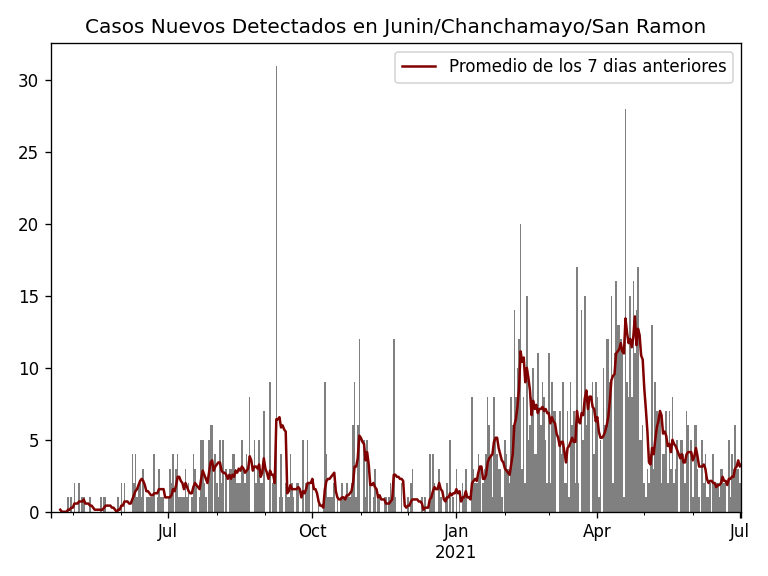 Casos Nuevos Detectados en Junin/Chanchamayo/San Ramon
Promedio de los 7 dias anteriores
30
25
20
15
10
5
0
Jul
Oct
Jan
2021
Apr
Jul